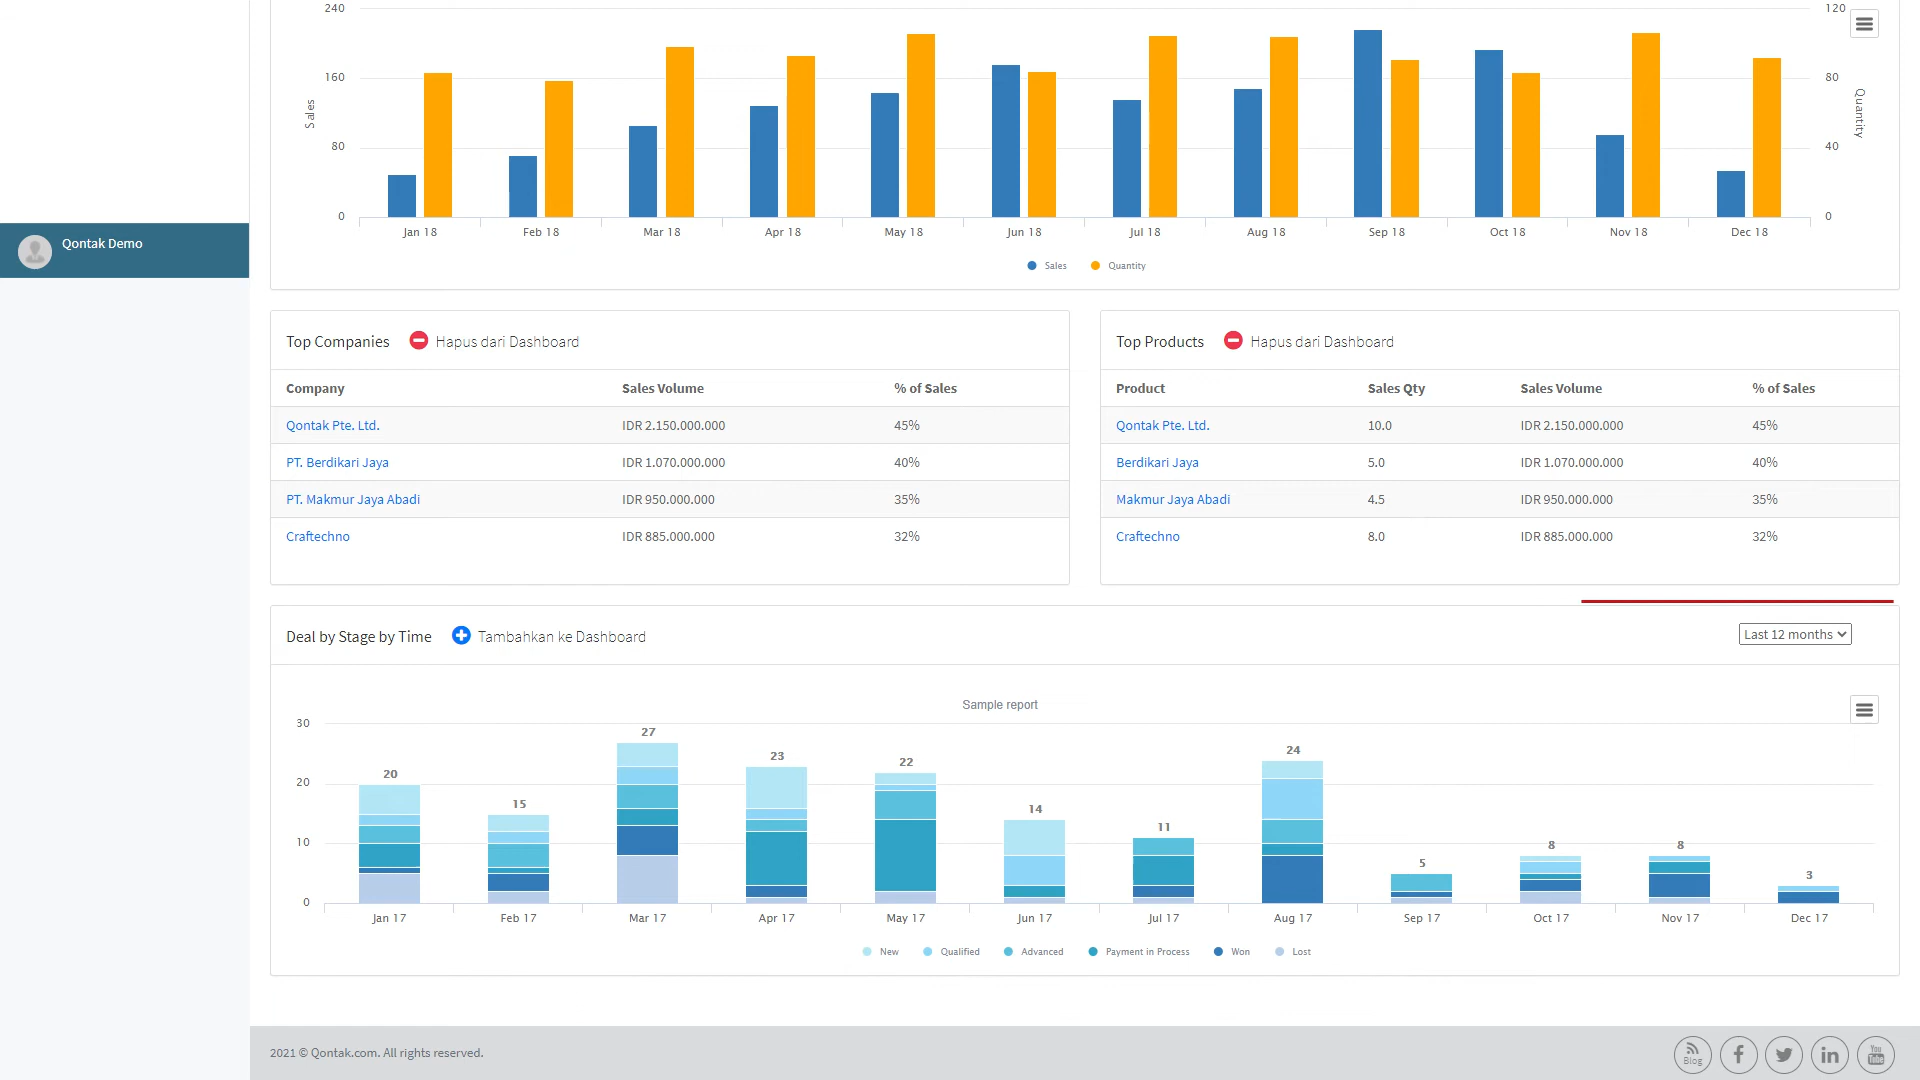 240
160
80
0
Sales
120
80
40
0
Quantity
Jan 18 Feb 18 Mar 18 Apr 18 May 18 Jun 18 Jul 18 Aug 18 Sep 18 Oct 18 Nov 18 Dec 18
Sales Quantity
Qontak Demo
Top Companies Hapus dari Dashboard
Company Sales Volume % of Sales
Qontak Pte. Ltd. IDR 2.150.000.000 45%
PT. Berdikari Jaya IDR 1.070.000.000 40%
PT. Makmur Jaya Abadi IDR 950.000.000 35%
Craftechno IDR 885.000.000 32%
Top Products Hapus dari Dashboard
Product Sales Qty Sales Volume % of Sales
Qontak Pte. Ltd. 10.0 IDR 2.150.000.000 45%
Berdikari Jaya 5.0 IDR 1.070.000.000 40%
Makmur Jaya Abadi 4.5 IDR 950.000.000 35%
Craftechno 8.0 IDR 885.000.000 32%
Deal by Stage by Time Tambahkan ke Dashboard Last 12 months
Sample report
30
20
10
0
20 15 27 23 22 14 11 24 5 8 8 3
Jan 17 Feb 17 Mar 17 Apr 17 May 17 Jun 17 Jul 17 Aug 17 Sep 17 Oct 17 Nov 17 Dec 17
New Qualified Advanced Payment in Process Won Lost
2021 © Qontak.com. All rights reserved.
Blog
You
Tube